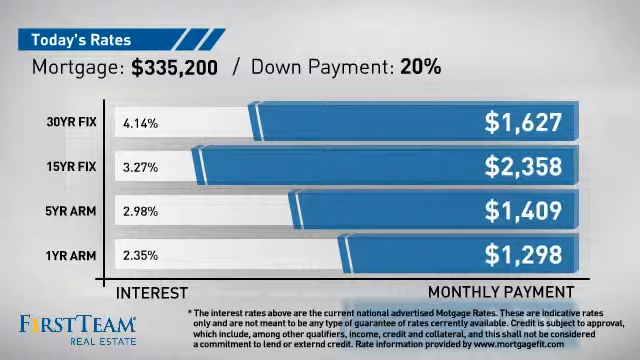 Today's Rates
Mortgage: $335,200 / Down Payment: 20%
30YR FIX 4.14% $1,627
15YR FIX 3.27% $2,358
5YR ARM 2.98% $1,409
1YR ARM 2.35% $1,298
INTEREST MONTHLY PAYMENT
* The interest rates above are the current national advertised Mortgage Rates. These are indicative rates
only and are not meant to be any type of guarantee of rates cerrently available. Credit is subject to approval,
which include, among other qualifiers, income, credit and collateral, and this shall not be considered
a commitment to lend or externd credit. Rate information provided by www.mortgagefit.com
FIRSTTEAM®
REAL ESTATE